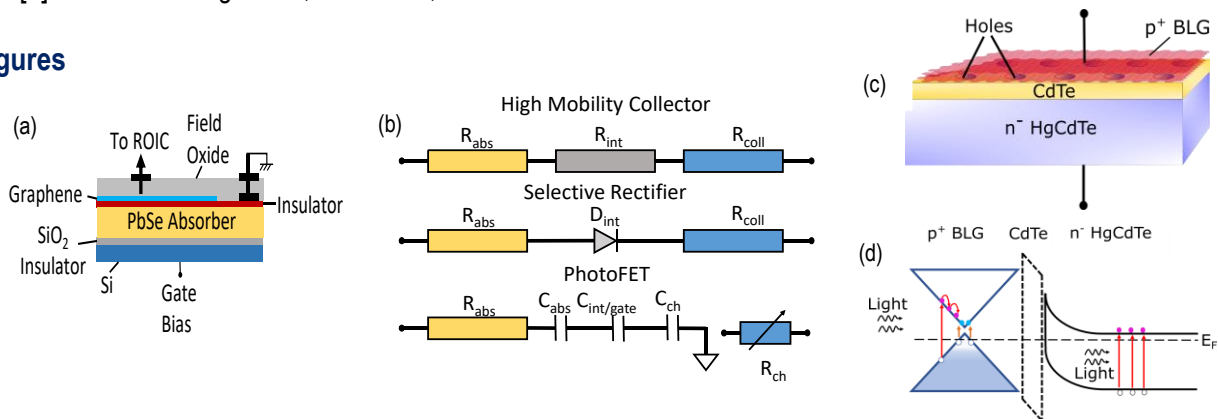 gures
(a)
To ROIC
Field
Oxide
Graphene
Insulator
PbSe Absorber
SiO2
Insulator
Si
Gate
Bias
(b)
High Mobility Collector
Rabs
Rint
Rcoll
Selective Rectifier
Rabs
Dint
Rcoll
PhotoFET
Rabs
Cabs
Cint/gate
Cch
Rch
(c)
Holes
p+ BLG
CdTe
n- HgCdTe
(d)
p+ BLG
CdTe
n- HgCdTe
Light
Light
EF